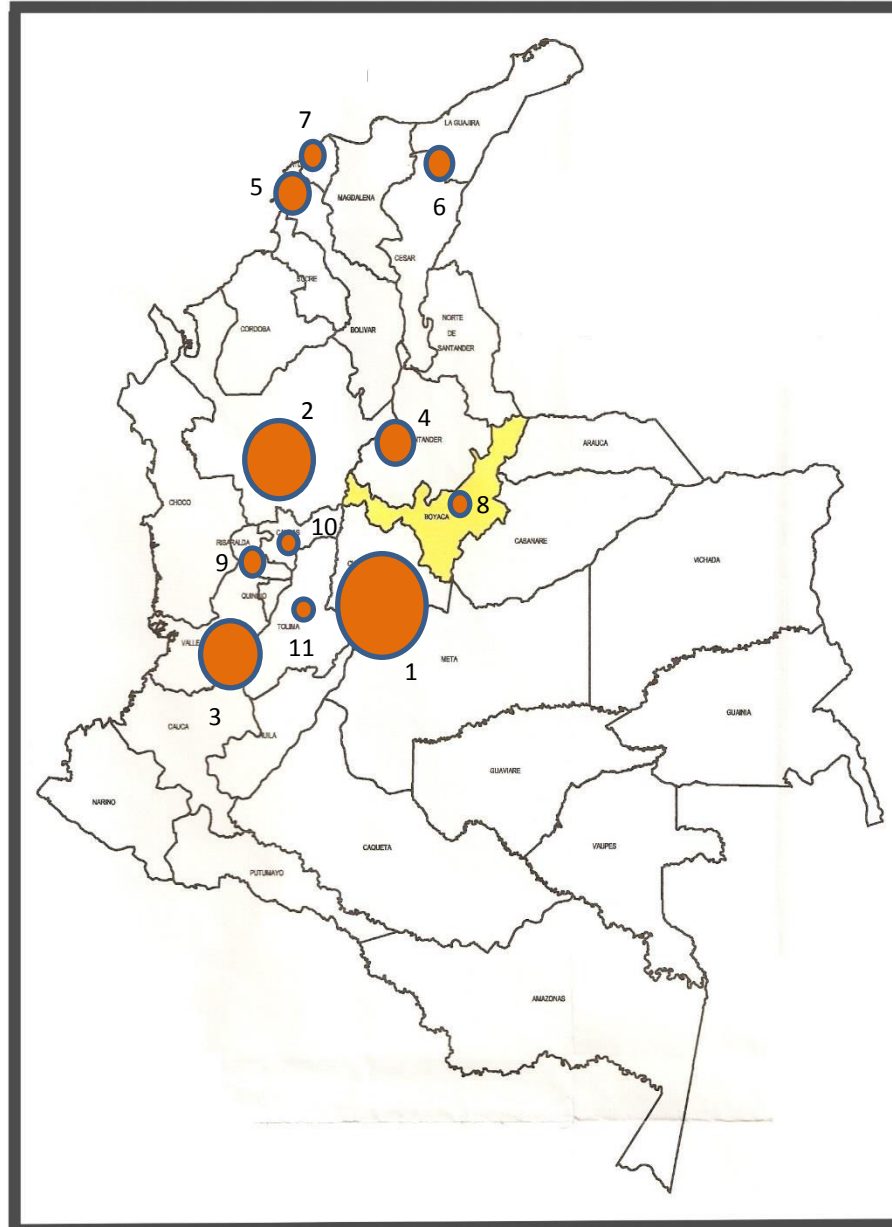 LA GUAJIRA
7
5
MAGDALENA
6
CESAR
SUCRE
NORTE
DE
SANTANDER
CORDOBA
BOLIVAR
2
4
ARAUCA
CHOCO
8
BOYACA
10
CASANARE
RISARALDA
VICHADA
9
QUINDIO
TOLIMA
VALLE
11
META
1
3
CAUCA
GUAINIA
GUAVIARE
NARINO
CAQUETA
VAUPES
PUTUMAYO
AMAZONAS